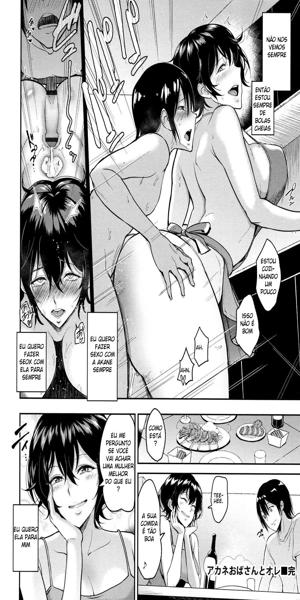 NÃO NOS
VEMOS
SEMPRE
ENTÃO
ESTOU
SEMPRE
DE
BOLAS
CHEIAS
ESTOU
COZI-
NHANDO
UM
POUCO
ISSO
NÃO É
BOM
AH.
AHN.
EU QUERO
FAZER
SEXO COM
A AKANE
SEMPRE
EU QUERO
FAZER
SEOX COM
ELA PARA
SEMPRE
COMO
ESTÁ?
EU ME
PERGUNTO
SE VOCÊ
VAI ACHAR
UMA MULHER
MELHOR
DO QUE EU
?
TEE-
HEE.
A SUA
COMIDA
É TÃO
BOA
EU QUERO
ELA PARA
MIM
アカネおばさんとオレ■完